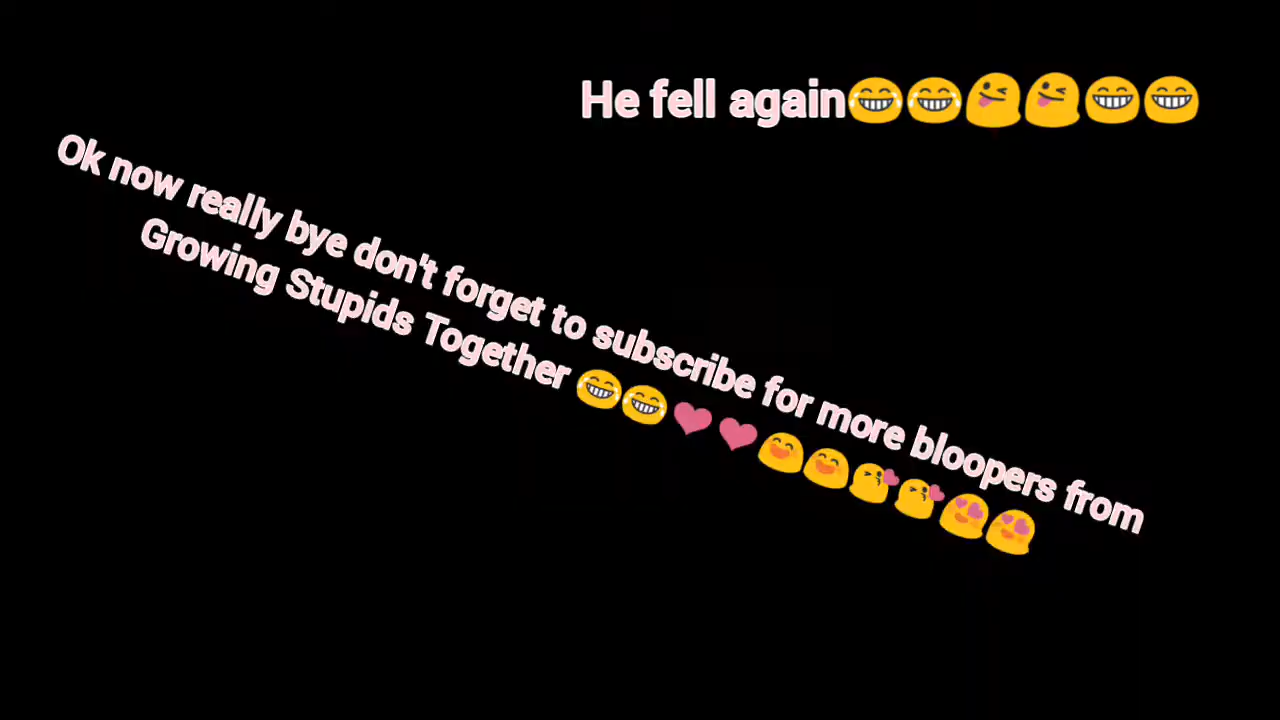 He fell again😂😂😜😜😁😁
Ok now really bye don't forget to subscribe for more bloopers from
Growing Stupids Together 😂😂❤❤😄😄😘😘😍😍